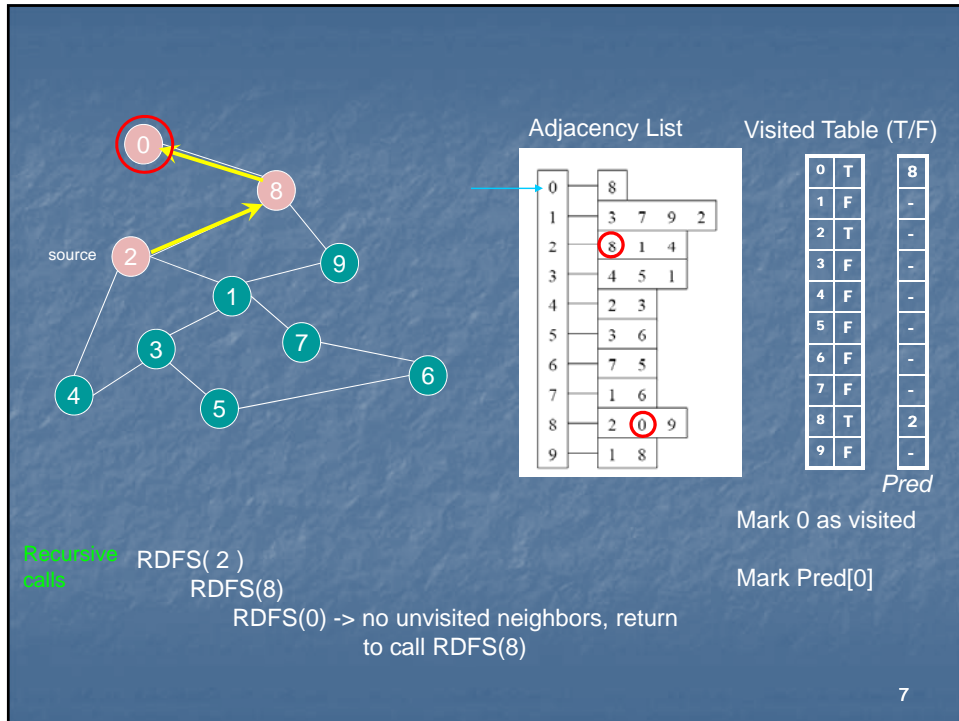 Adjacency List
Visited Table (T/F)
0
8
source
2
9
1
3
7
6
4
5
0 8
1 3 7 9 2
2 8 1 4
3 4 5 1
4 2 3
5 3 6
6 7 5
7 1 6
8 2 0 9
9 1 8
0 T 8
1 F -
2 T -
3 F -
4 F -
5 F -
6 F -
7 F -
8 T 2
9 F -
Pred
Mark 0 as visited
Mark Pred[0]
Recursive
calls
RDFS( 2 )
RDFS(8)
RDFS(0) -> no unvisited neighbors, return
to call RDFS(8)
7